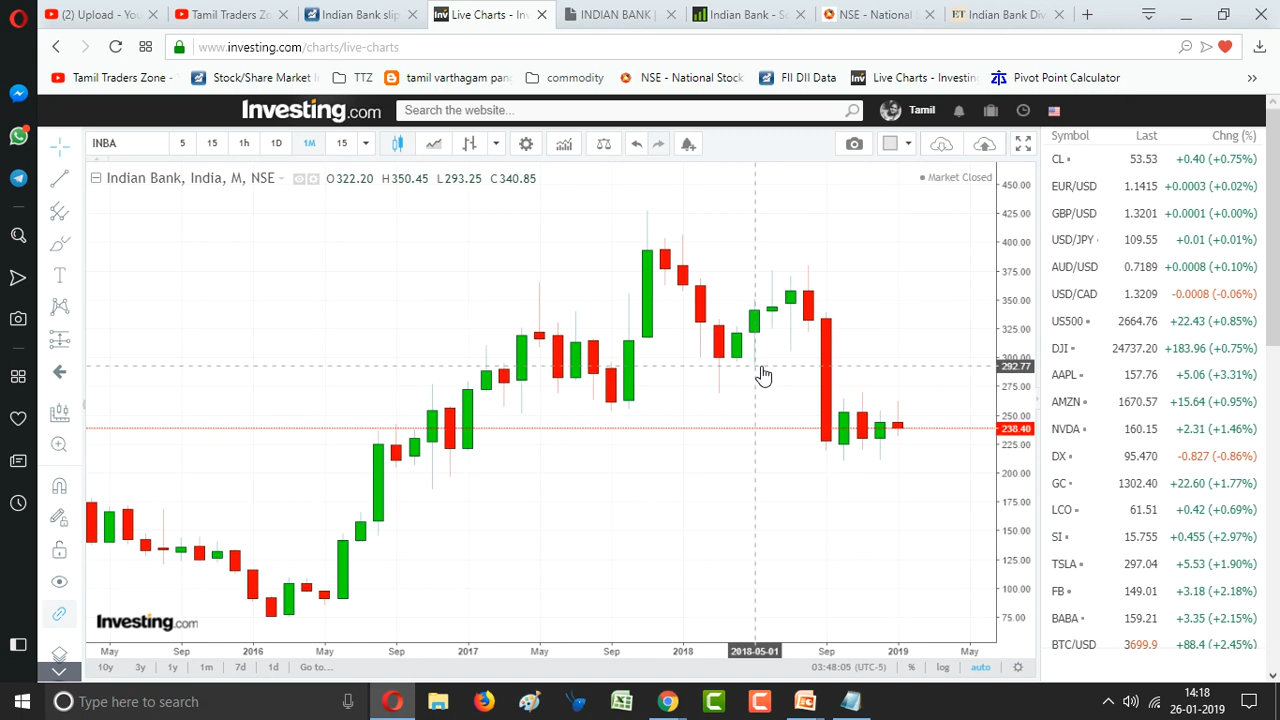 Upload - You
Tamil Traders Zone
Indian Bank slip
Live Charts - Inv
INDIAN BANK |
Indian Bank - Sc
NSE - National S
ET Indian Bank Div
www.investing.com/charts/live-charts
Tamil Traders Zone -
Stock/Share Market I
TTZ
tamil varthagam pan
commodity
NSE - National Stock
FII DII Data
Inv Live Charts - Investin
Pivot Point Calculator
Investing.com
Search the website...
Tamil
INBA
5
15
1h
1D
1M
15
Symbol Last Chng (%)
Indian Bank, India, M, NSE
O322.20 H350.45 L293.25 C340.85
Market Closed
CL 53.53 +0.40 (+0.75%)
EUR/USD 1.1415 +0.0003 (+0.02%)
GBP/USD 1.3201 +0.0001 (+0.00%)
USD/JPY 109.55 +0.01 (+0.01%)
AUD/USD 0.7189 +0.0008 (+0.10%)
USD/CAD 1.3209 -0.0008 (-0.06%)
US500 2664.76 +22.43 (+0.85%)
DJI 24737.20 +183.96 (+0.75%)
AAPL 157.76 +5.06 (+3.31%)
AMZN 1670.57 +15.64 (+0.95%)
NVDA 160.15 +2.31 (+1.46%)
DX 95.470 -0.827 (-0.86%)
GC 1302.40 +22.60 (+1.77%)
LCO 61.51 +0.42 (+0.69%)
SI 15.755 +0.455 (+2.97%)
TSLA 297.04 +5.53 (+1.90%)
FB 149.01 +3.18 (+2.18%)
BABA 159.21 +3.35 (+2.15%)
BTC/USD 3699.9 +88.4 (+2.45%)
450.00
425.00
400.00
375.00
350.00
325.00
300.00
292.77
275.00
250.00
238.40
225.00
200.00
175.00
150.00
125.00
100.00
75.00
Investing.com
May Sep 2016 May Sep 2017 May Sep 2018 2018-05-01 Sep 2019 May
10y 3y 1y 1m 7d 1d Go to...
03:48:05 (UTC-5) % log auto
Type here to search
14:18
26-01-2019